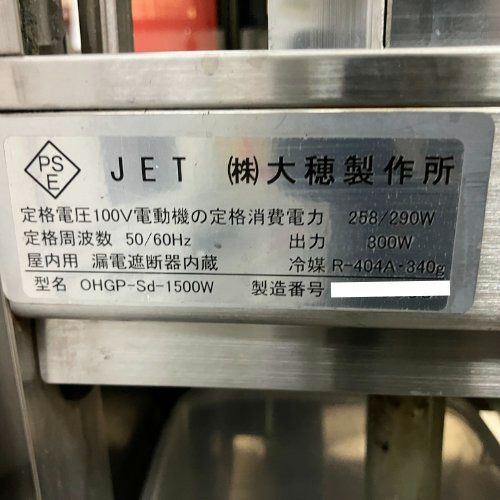 PS
E
JET (株)大穂製作所
定格電圧100V電動機の定格消費電力 258/290W
定格周波数 50/60Hz 出力 300W
屋内用 漏電遮断器内蔵 冷媒 R-404A・340g
型名 OHGP-Sd-1500W 製造番号